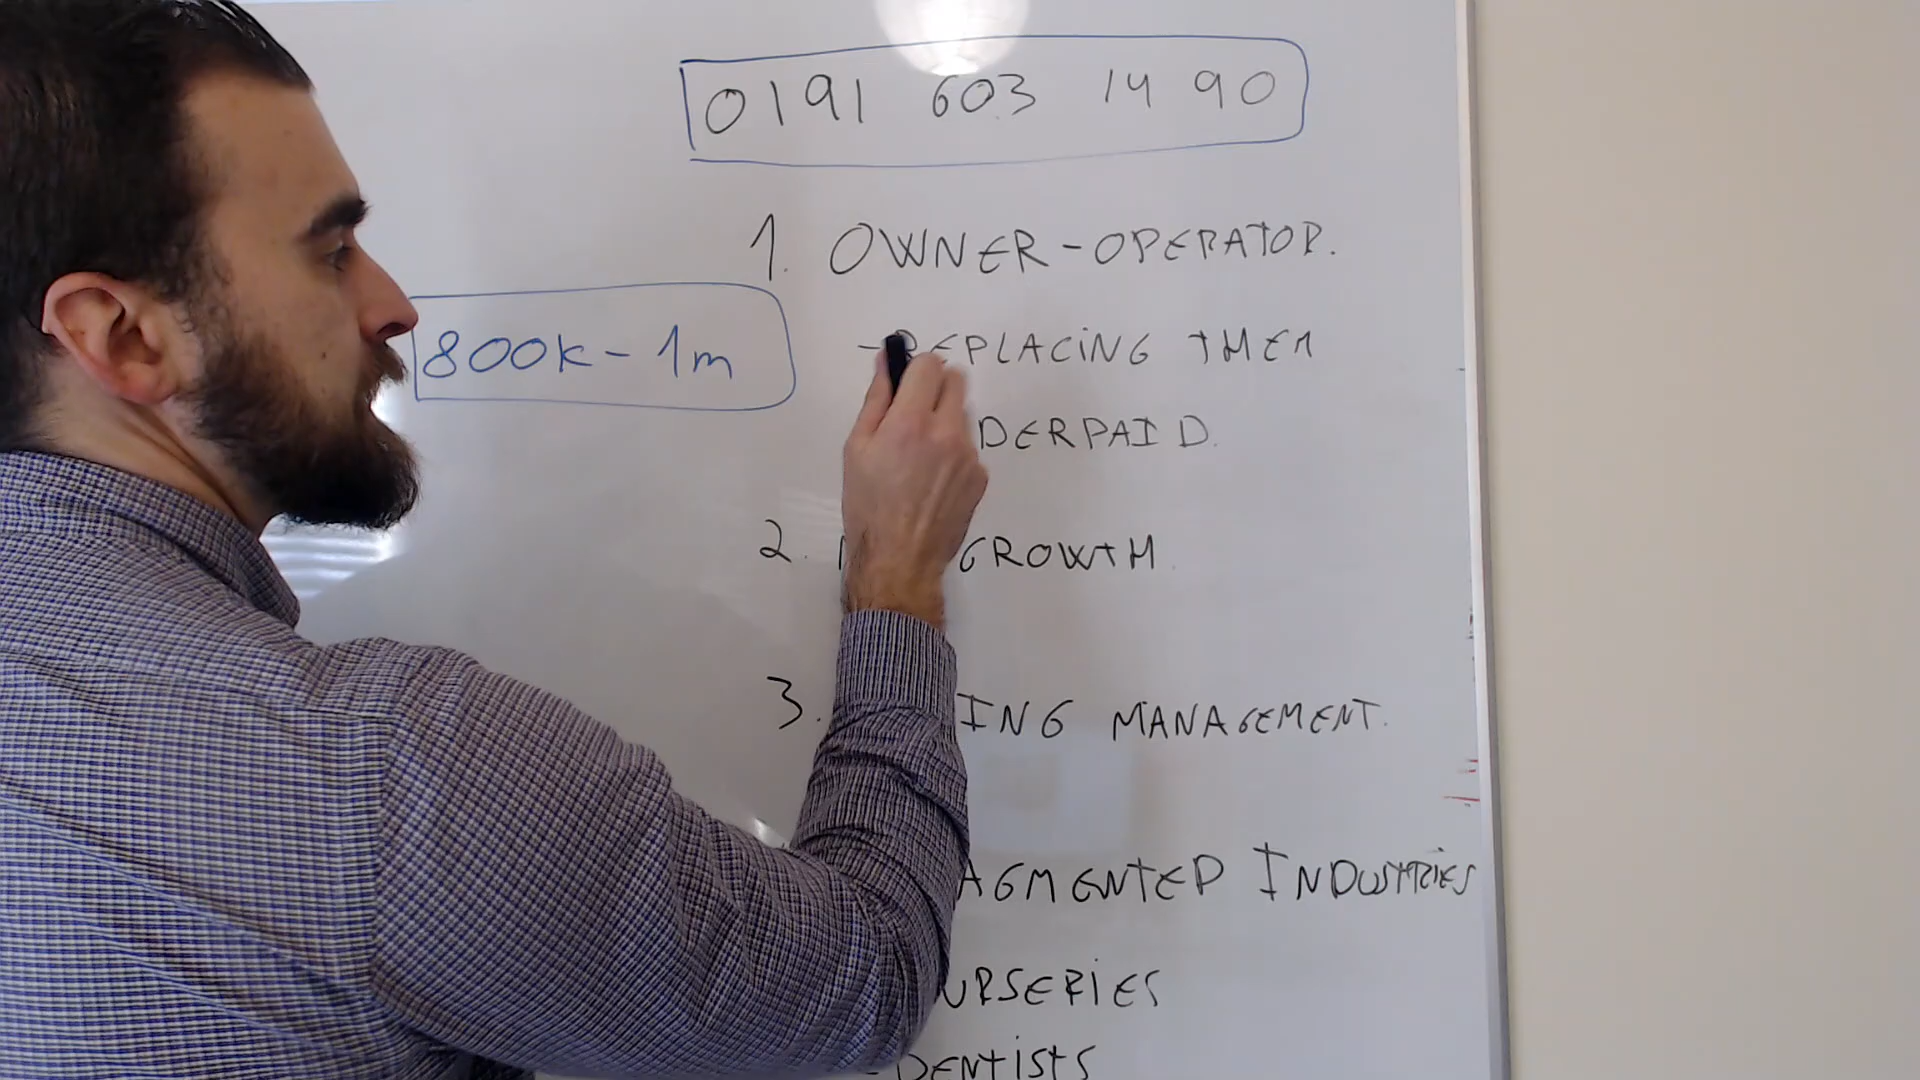 0191 603 14 90
1. OWNER-OPERATOR.
800k - 1m
- REPLACING THEM
DERPAID.
2. GROWTH
3. ING MANAGEMENT.
AGMENTED INDUSTRIES
URSERIES
- DENTISTS